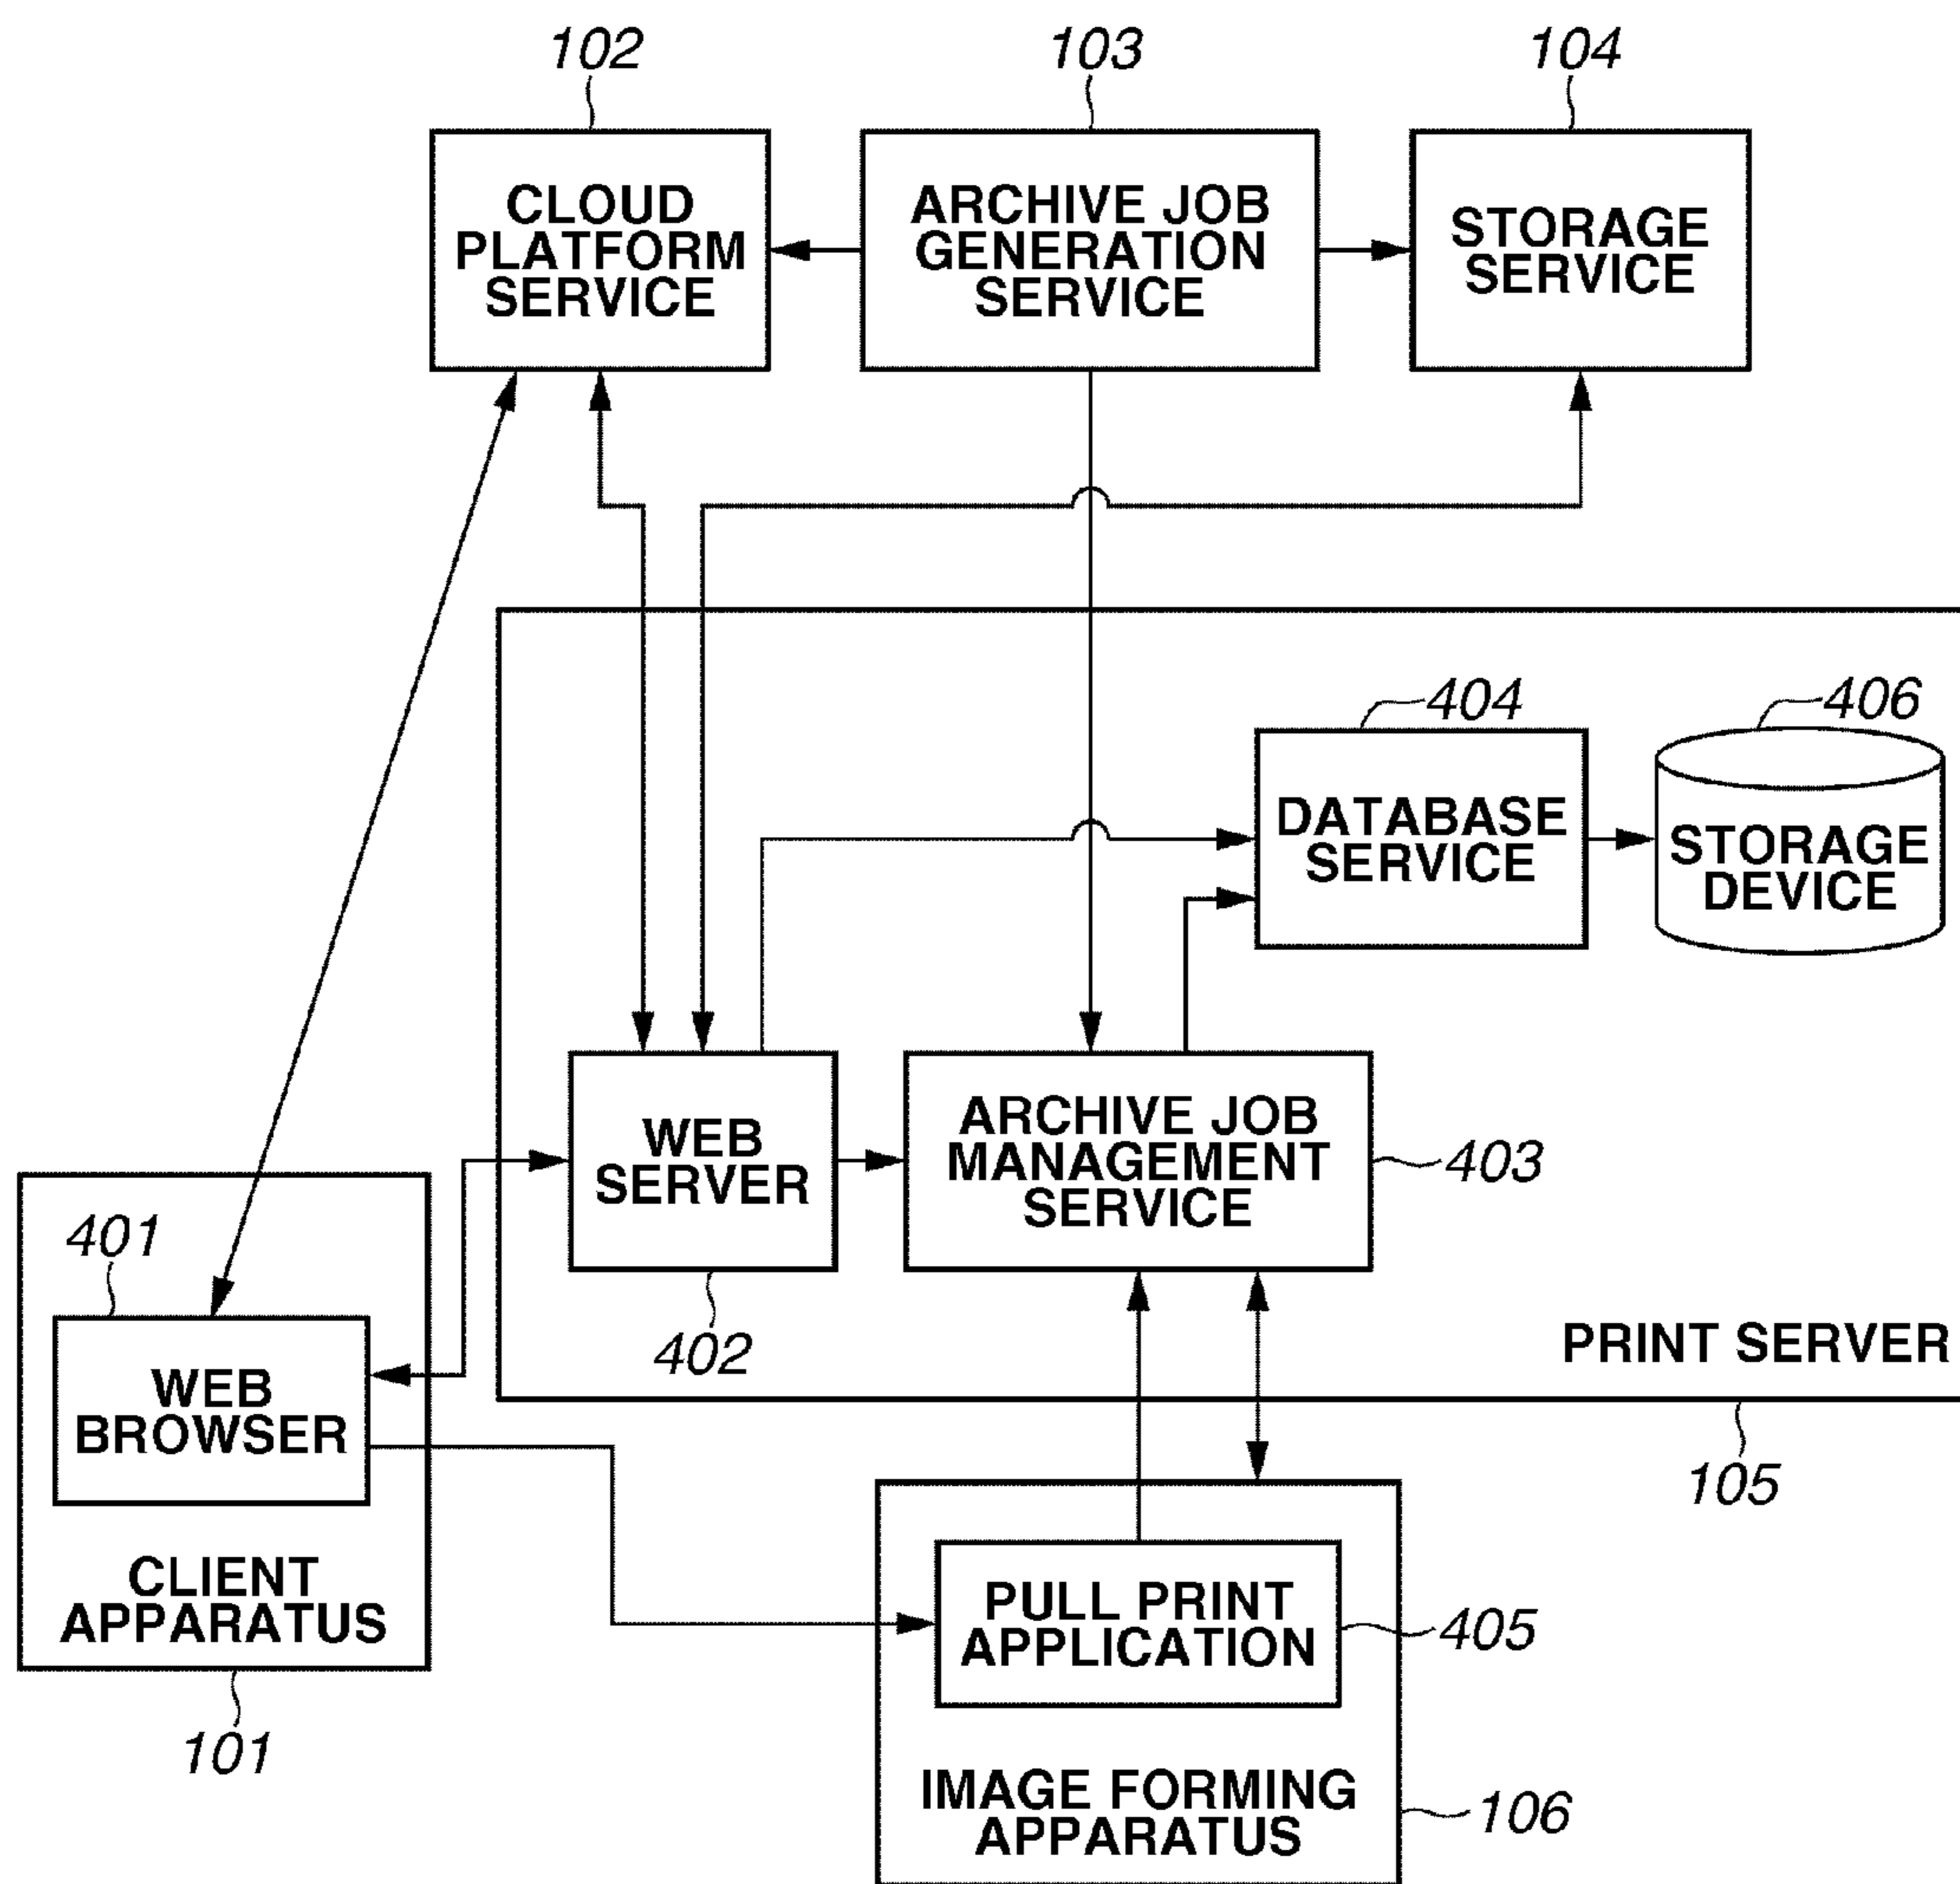 102
103
104
CLOUD
PLATFORM
SERVICE
ARCHIVE JOB
GENERATION
SERVICE
STORAGE
SERVICE
404
406
DATABASE
SERVICE
STORAGE
DEVICE
WEB
SERVER
ARCHIVE JOB
MANAGEMENT
SERVICE
403
402
PRINT SERVER
105
401
WEB
BROWSER
CLIENT
APPARATUS
101
PULL PRINT
APPLICATION
405
IMAGE FORMING
APPARATUS
106